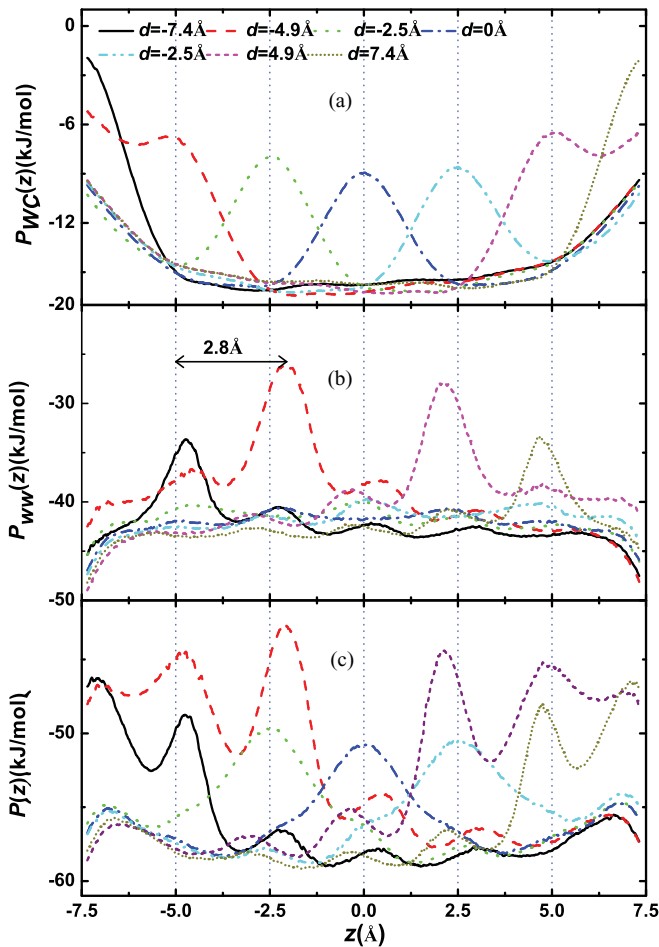 0
d=-7.4Å d=-4.9Å d=-2.5Å d=0Å
d=-2.5Å d=4.9Å d=7.4Å
(a)
-6
-12
-20
P_WC(z)(kJ/mol)
2.8Å
(b)
-30
-40
-50
P_WW(z)(kJ/mol)
(c)
-50
-60
P(z)(kJ/mol)
-7.5 -5.0 -2.5 0.0 2.5 5.0 7.5
z(Å)